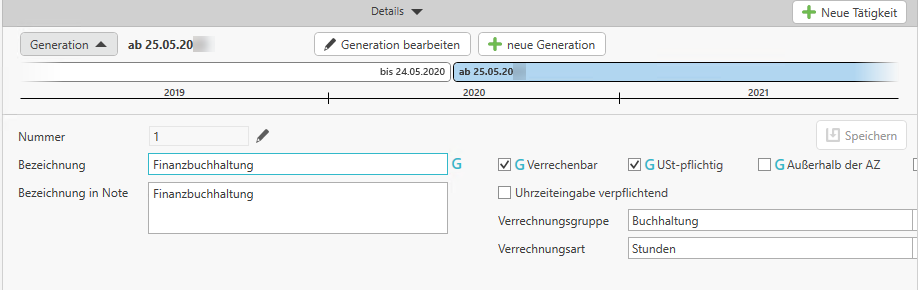 Details
Neue Tätigkeit
Generation ab 25.05.20 Generation bearbeiten neue Generation
bis 24.05.2020 ab 25.05.20
2019 2020 2021
Nummer 1 Speichern
Bezeichnung Finanzbuchhaltung G G Verrechenbar G USt-pflichtig G Außerhalb der AZ
Bezeichnung in Note Finanzbuchhaltung Uhrzeiteingabe verpflichtend
Verrechnungsgruppe Buchhaltung
Verrechnungsart Stunden